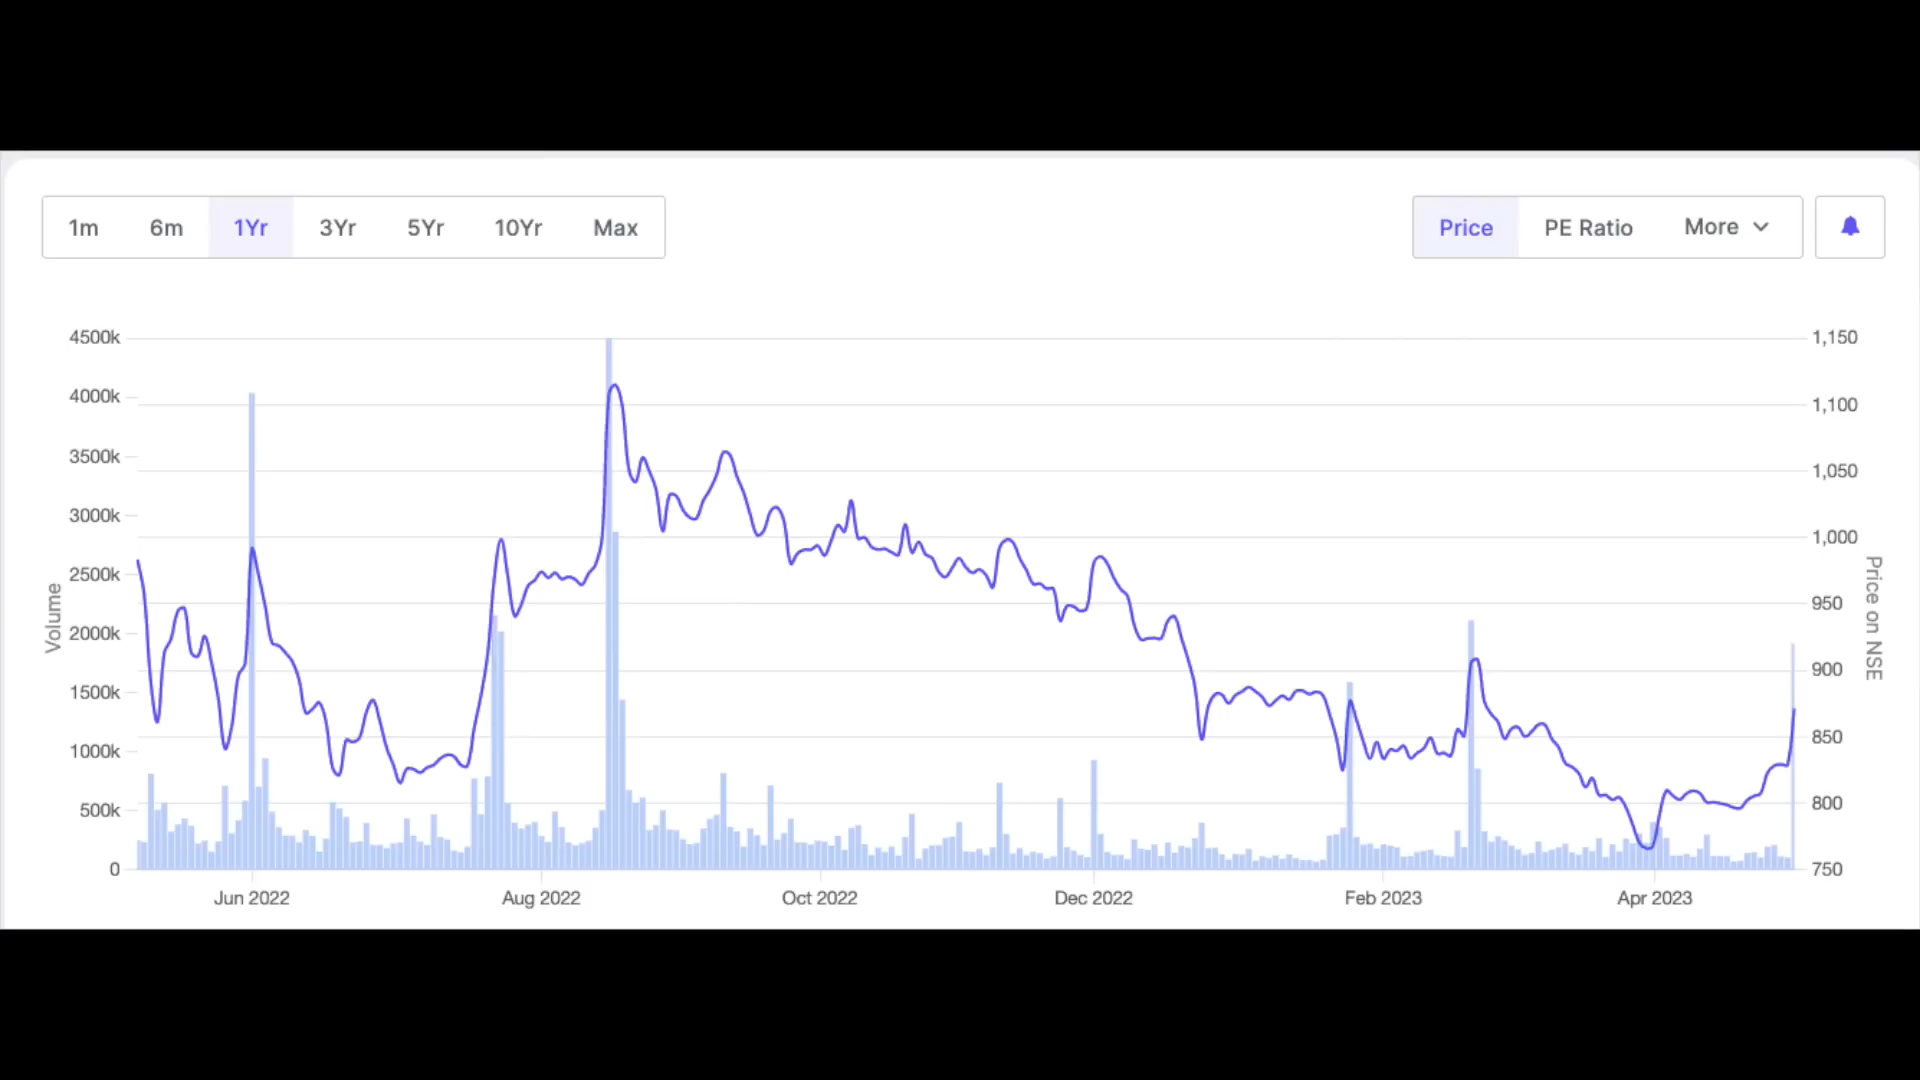 1m 6m 1Yr 3Yr 5Yr 10Yr Max
Price PE Ratio More
4500k
4000k
3500k
3000k
2500k
2000k
1500k
1000k
500k
0
Volume
1,150
1,100
1,050
1,000
950
900
850
800
750
Price on NSE
Jun 2022 Aug 2022 Oct 2022 Dec 2022 Feb 2023 Apr 2023